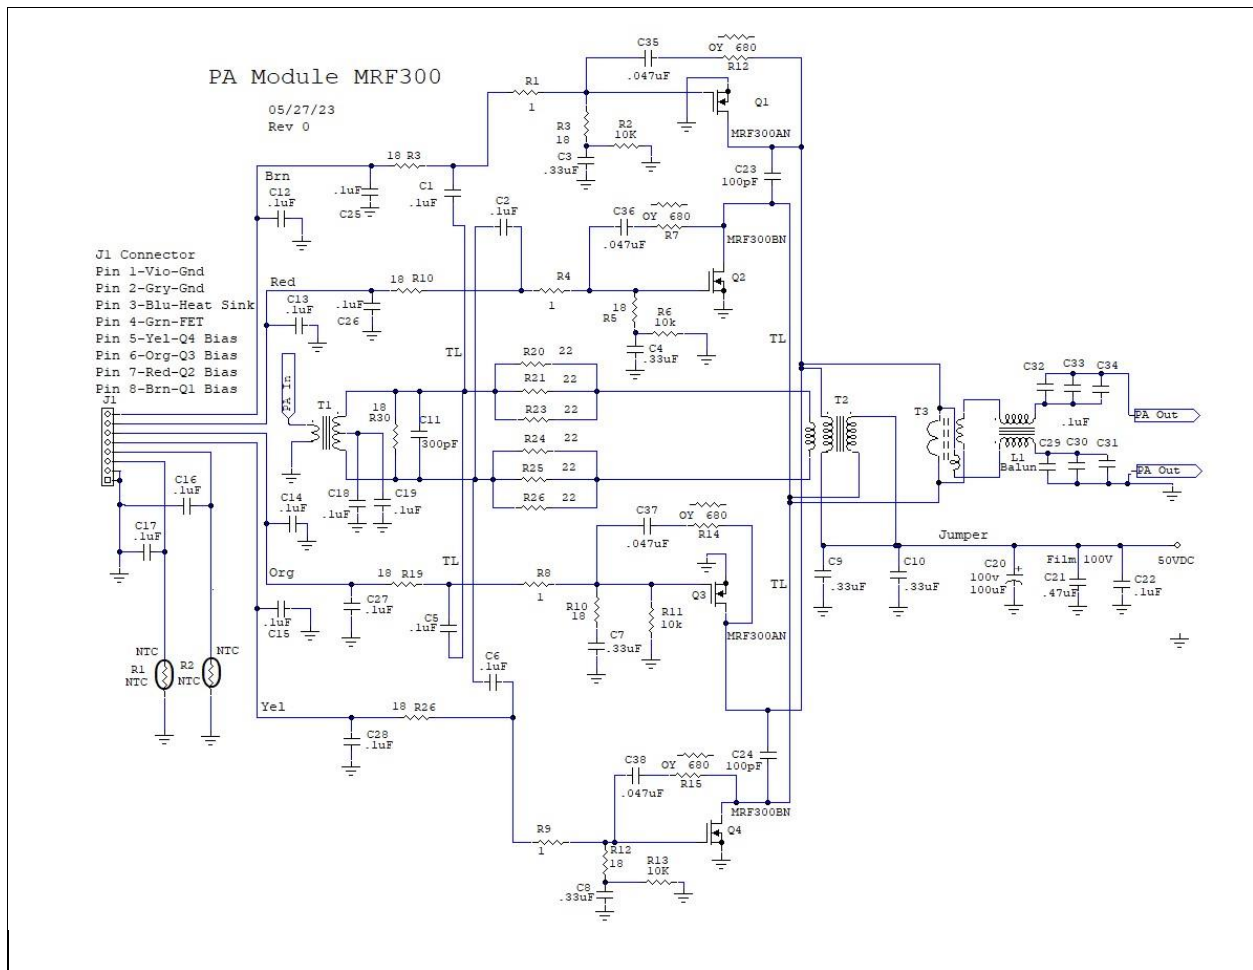 PA Module MRF300
05/27/23
Rev 0
C35
.047uF
OY 680
R12
R1
1
Q1
MRF300AN
R3
18
R2
10K
C3
.33uF
C23
100pF
18 R3
Brn
C12
.1uF
.1uF
C25
C1
.1uF
C2
.1uF
C36
.047uF
OY 680
R7
MRF300BN
Q2
J1 Connector
Pin 1-Vio-Gnd
Pin 2-Gry-Gnd
Pin 3-Blu-Heat Sink
Pin 4-Grn-FET
Pin 5-Yel-Q4 Bias
Pin 6-Org-Q3 Bias
Pin 7-Red-Q2 Bias
Pin 8-Brn-Q1 Bias
J1
Red
18 R10
R4
1
C13
.1uF
.1uF
C26
18
R5
R6
10k
C4
.33uF
TL
TL
PA In
T1
18
R30
C11
300pF
R20 22
R21 22
R23 22
R24 22
R25 22
R26 22
T2
T3
C32
C33
C34
.1uF
PA Out
L1
Balun
C29
C30
C31
PA Out
C16
.1uF
C17
.1uF
C14
.1uF
C18
.1uF
C19
.1uF
C37
.047uF
OY 680
R14
Org
18 R19
TL
R8
1
Q3
TL
MRF300AN
C27
.1uF
.1uF
C15
C5
.1uF
R10
18
R11
10k
C7
.33uF
Jumper
50VDC
C9
.33uF
C10
.33uF
C20
100v
100uF
+
Film 100V
C21
.47uF
C22
.1uF
NTC
R1
NTC
NTC
R2
NTC
C6
.1uF
Yel
18 R26
C28
.1uF
C24
100pF
C38
.047uF
OY 680
R15
MRF300BN
Q4
R9
1
R12
18
R13
10K
C8
.33uF